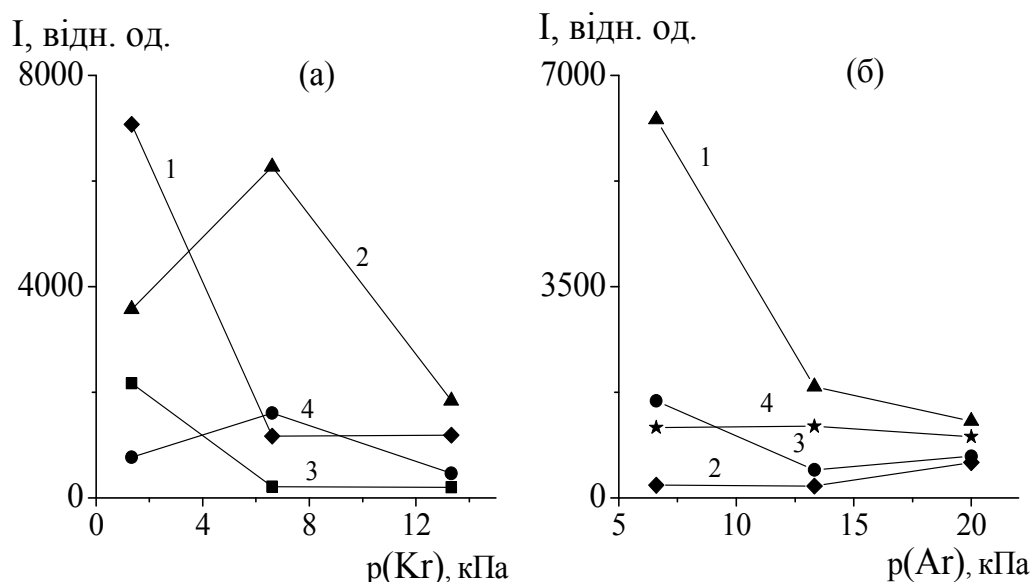 I, відн. од.
(а)
8000
4000
0
1
2
3
4
0 4 8 12
p(Kr), кПа
I, відн. од.
(б)
7000
3500
0
1
4
3
2
5 10 15 20
p(Ar), кПа